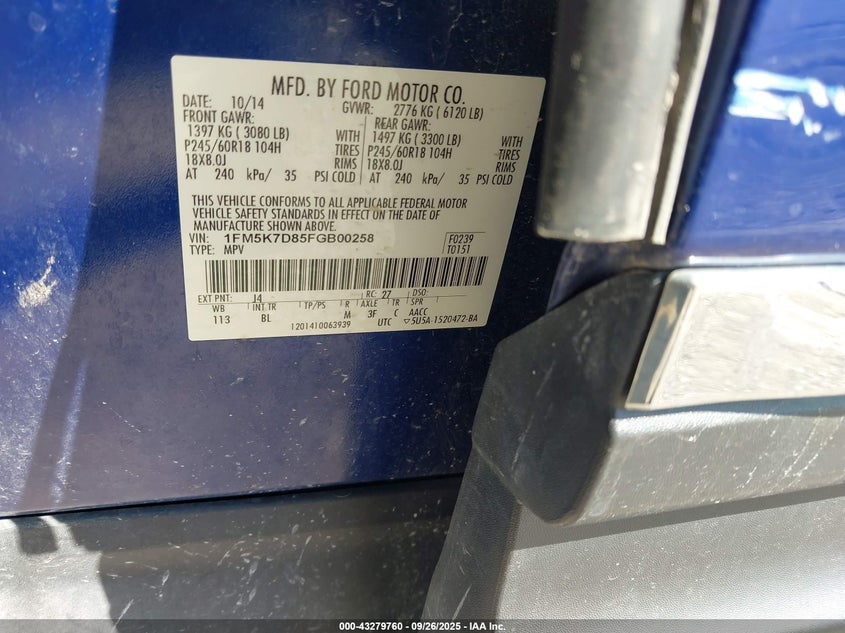 MFD. BY FORD MOTOR CO.
DATE: 10/14 GVWR: 2776 KG ( 6120 LB)
FRONT GAWR: REAR GAWR:
1397 KG ( 3080 LB) WITH 1497 KG ( 3300 LB) WITH
P245/60R18 104H TIRES P245/60R18 104H TIRES
18X8.0J RIMS 18X8.0J RIMS
AT 240 kPa/ 35 PSI COLD AT 240 kPa/ 35 PSI COLD
THIS VEHICLE CONFORMS TO ALL APPLICABLE FEDERAL MOTOR
VEHICLE SAFETY STANDARDS IN EFFECT ON THE DATE OF
MANUFACTURE SHOWN ABOVE.
VIN: 1FM5K7D85FGB00258 F0239
TYPE: MPV T0151
EXT PNT: J4 RC: 27 DSO:
WB INT TR TP/PS R AXLE TR SPR
113 BL M 3F C AACC
1201410063939 UTC ▽5U5A-1520472-BA
000-43279760 - 09/26/2025 - IAA Inc.